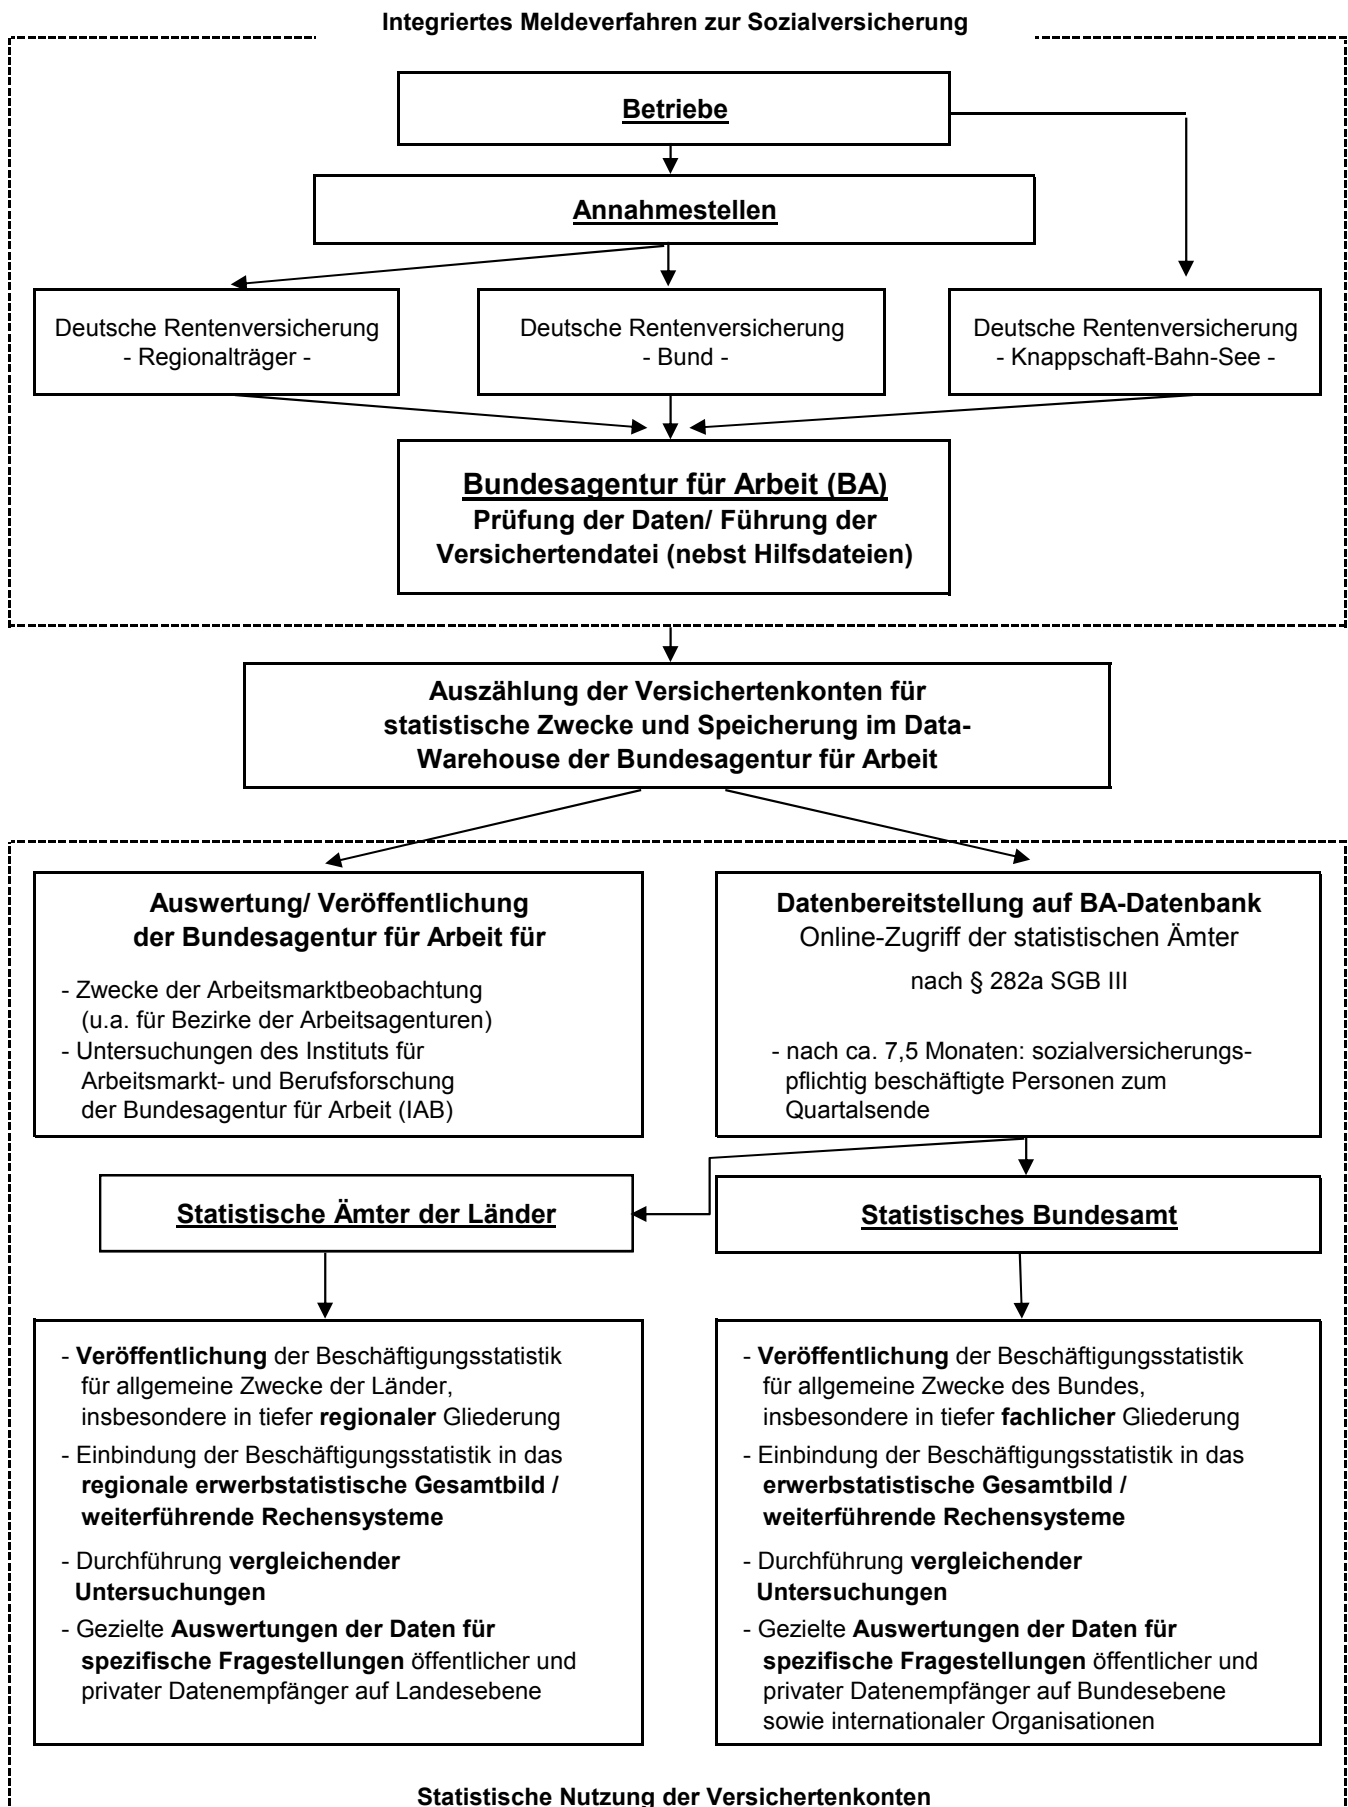 Integriertes Meldeverfahren zur Sozialversicherung
Betriebe
Annahmestellen
Deutsche Rentenversicherung
- Regionalträger -
Deutsche Rentenversicherung
- Bund -
Deutsche Rentenversicherung
- Knappschaft-Bahn-See -
Bundesagentur für Arbeit (BA)
Prüfung der Daten/ Führung der
Versichertendatei (nebst Hilfsdateien)
Auszählung der Versichertenkonten für
statistische Zwecke und Speicherung im Data-
Warehouse der Bundesagentur für Arbeit
Auswertung/ Veröffentlichung
der Bundesagentur für Arbeit für
- Zwecke der Arbeitsmarktbeobachtung
(u.a. für Bezirke der Arbeitsagenturen)
- Untersuchungen des Instituts für
Arbeitsmarkt- und Berufsforschung
der Bundesagentur für Arbeit (IAB)
Datenbereitstellung auf BA-Datenbank
Online-Zugriff der statistischen Ämter
nach § 282a SGB III
- nach ca. 7,5 Monaten: sozialversicherungs-
pflichtig beschäftigte Personen zum
Quartalsende
Statistische Ämter der Länder
Statistisches Bundesamt
- Veröffentlichung der Beschäftigungsstatistik
für allgemeine Zwecke der Länder,
insbesondere in tiefer regionaler Gliederung
- Einbindung der Beschäftigungsstatistik in das
regionale erwerbstatistische Gesamtbild /
weiterführende Rechensysteme
- Durchführung vergleichender
Untersuchungen
- Gezielte Auswertungen der Daten für
spezifische Fragestellungen öffentlicher und
privater Datenempfänger auf Landesebene
- Veröffentlichung der Beschäftigungsstatistik
für allgemeine Zwecke des Bundes,
insbesondere in tiefer fachlicher Gliederung
- Einbindung der Beschäftigungsstatistik in das
erwerbstatistische Gesamtbild /
weiterführende Rechensysteme
- Durchführung vergleichender
Untersuchungen
- Gezielte Auswertungen der Daten für
spezifische Fragestellungen öffentlicher und
privater Datenempfänger auf Bundesebene
sowie internationaler Organisationen
Statistische Nutzung der Versichertenkonten